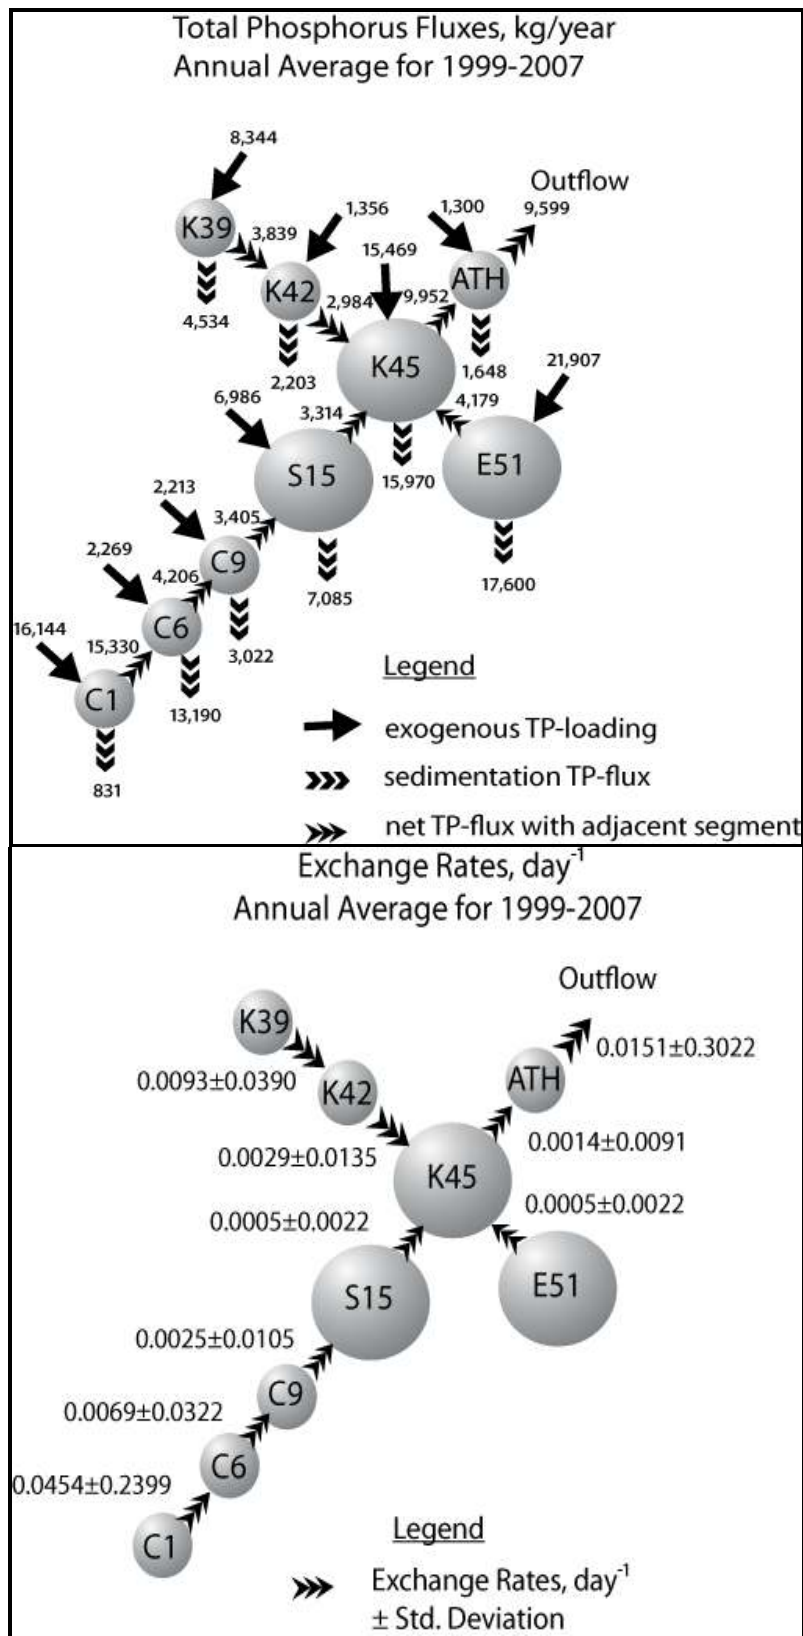 Total Phosphorus Fluxes, kg/year
Annual Average for 1999-2007
8,344
Outflow
K39
3,839
1,356
1,300
9,599
15,469
K42
ATH
4,534
2,984
9,952
2,203
K45
1,648
21,907
6,986
3,314
4,179
S15
E51
15,970
2,213
3,405
2,269
C9
7,085
17,600
4,206
C6
3,022
16,144
15,330
C1
13,190
831
Legend
exogenous TP-loading
sedimentation TP-flux
net TP-flux with adjacent segment
Exchange Rates, day-1
Annual Average for 1999-2007
Outflow
K39
0.0151±0.3022
0.0093±0.0390
K42
ATH
0.0029±0.0135
K45
0.0014±0.0091
0.0005±0.0022
0.0005±0.0022
S15
E51
0.0025±0.0105
C9
0.0069±0.0322
C6
0.0454±0.2399
C1
Legend
Exchange Rates, day-1
± Std. Deviation